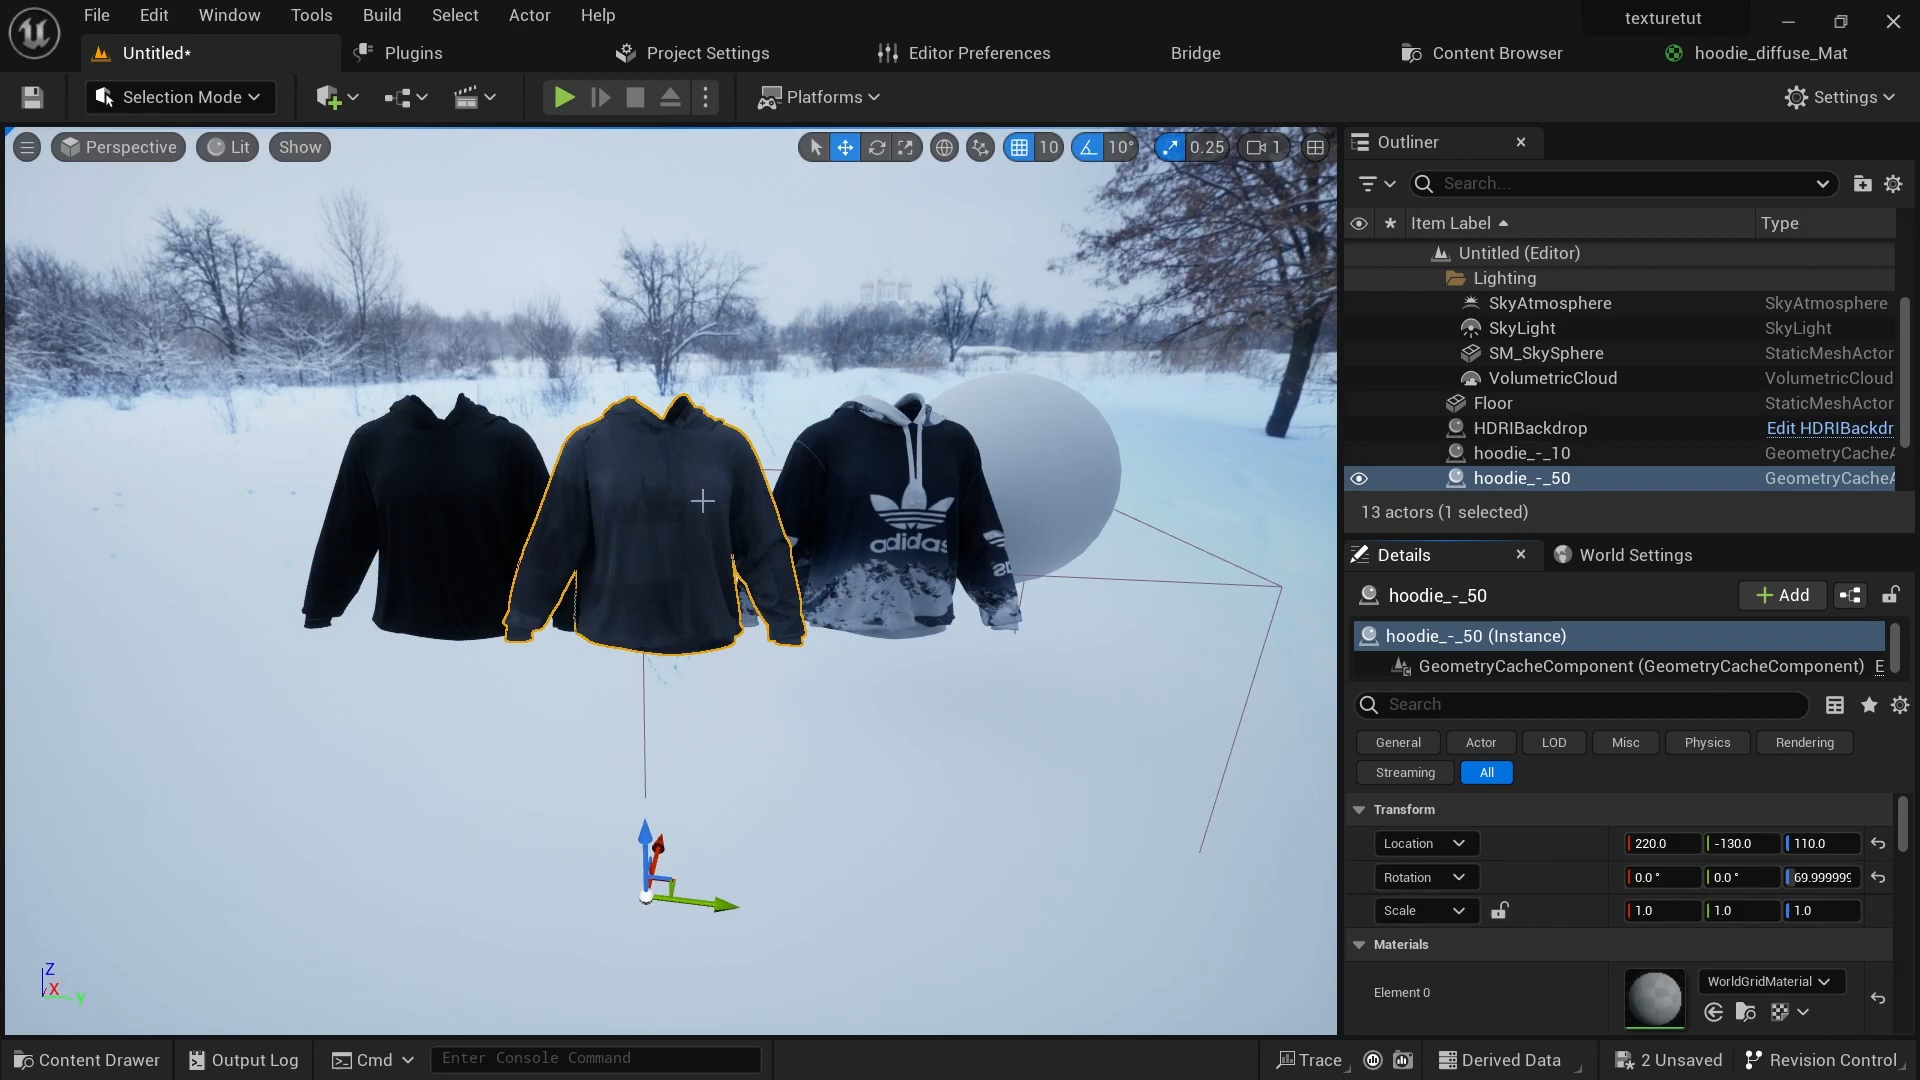 File Edit Window Tools Build Select Actor Help
texturetut
Untitled*
Plugins
Project Settings
Editor Preferences
Bridge
Content Browser
hoodie_diffuse_Mat
Selection Mode
Platforms
Settings
Perspective
Lit
Show
10
10°
0.25
1
Outliner
Search...
Item Label
Type
Untitled (Editor)
Lighting
SkyAtmosphere SkyAtmosphere
SkyLight SkyLight
SM_SkySphere StaticMeshActor
VolumetricCloud VolumetricCloud
Floor StaticMeshActor
HDRIBackdrop Edit HDRIBackdr
hoodie_-_10 GeometryCacheA
hoodie_-_50 GeometryCacheA
13 actors (1 selected)
adidas
Details
World Settings
hoodie_-_50
Add
hoodie_-_50 (Instance)
GeometryCacheComponent (GeometryCacheComponent) E
Search
General Actor LOD Misc Physics Rendering
Streaming All
Transform
Location 220.0 -130.0 110.0
Rotation 0.0° 0.0° 69.999999
Scale 1.0 1.0 1.0
Materials
Element 0
WorldGridMaterial
Z
X
Y
Content Drawer
Output Log
Cmd
Enter Console Command
Trace
Derived Data
2 Unsaved
Revision Control